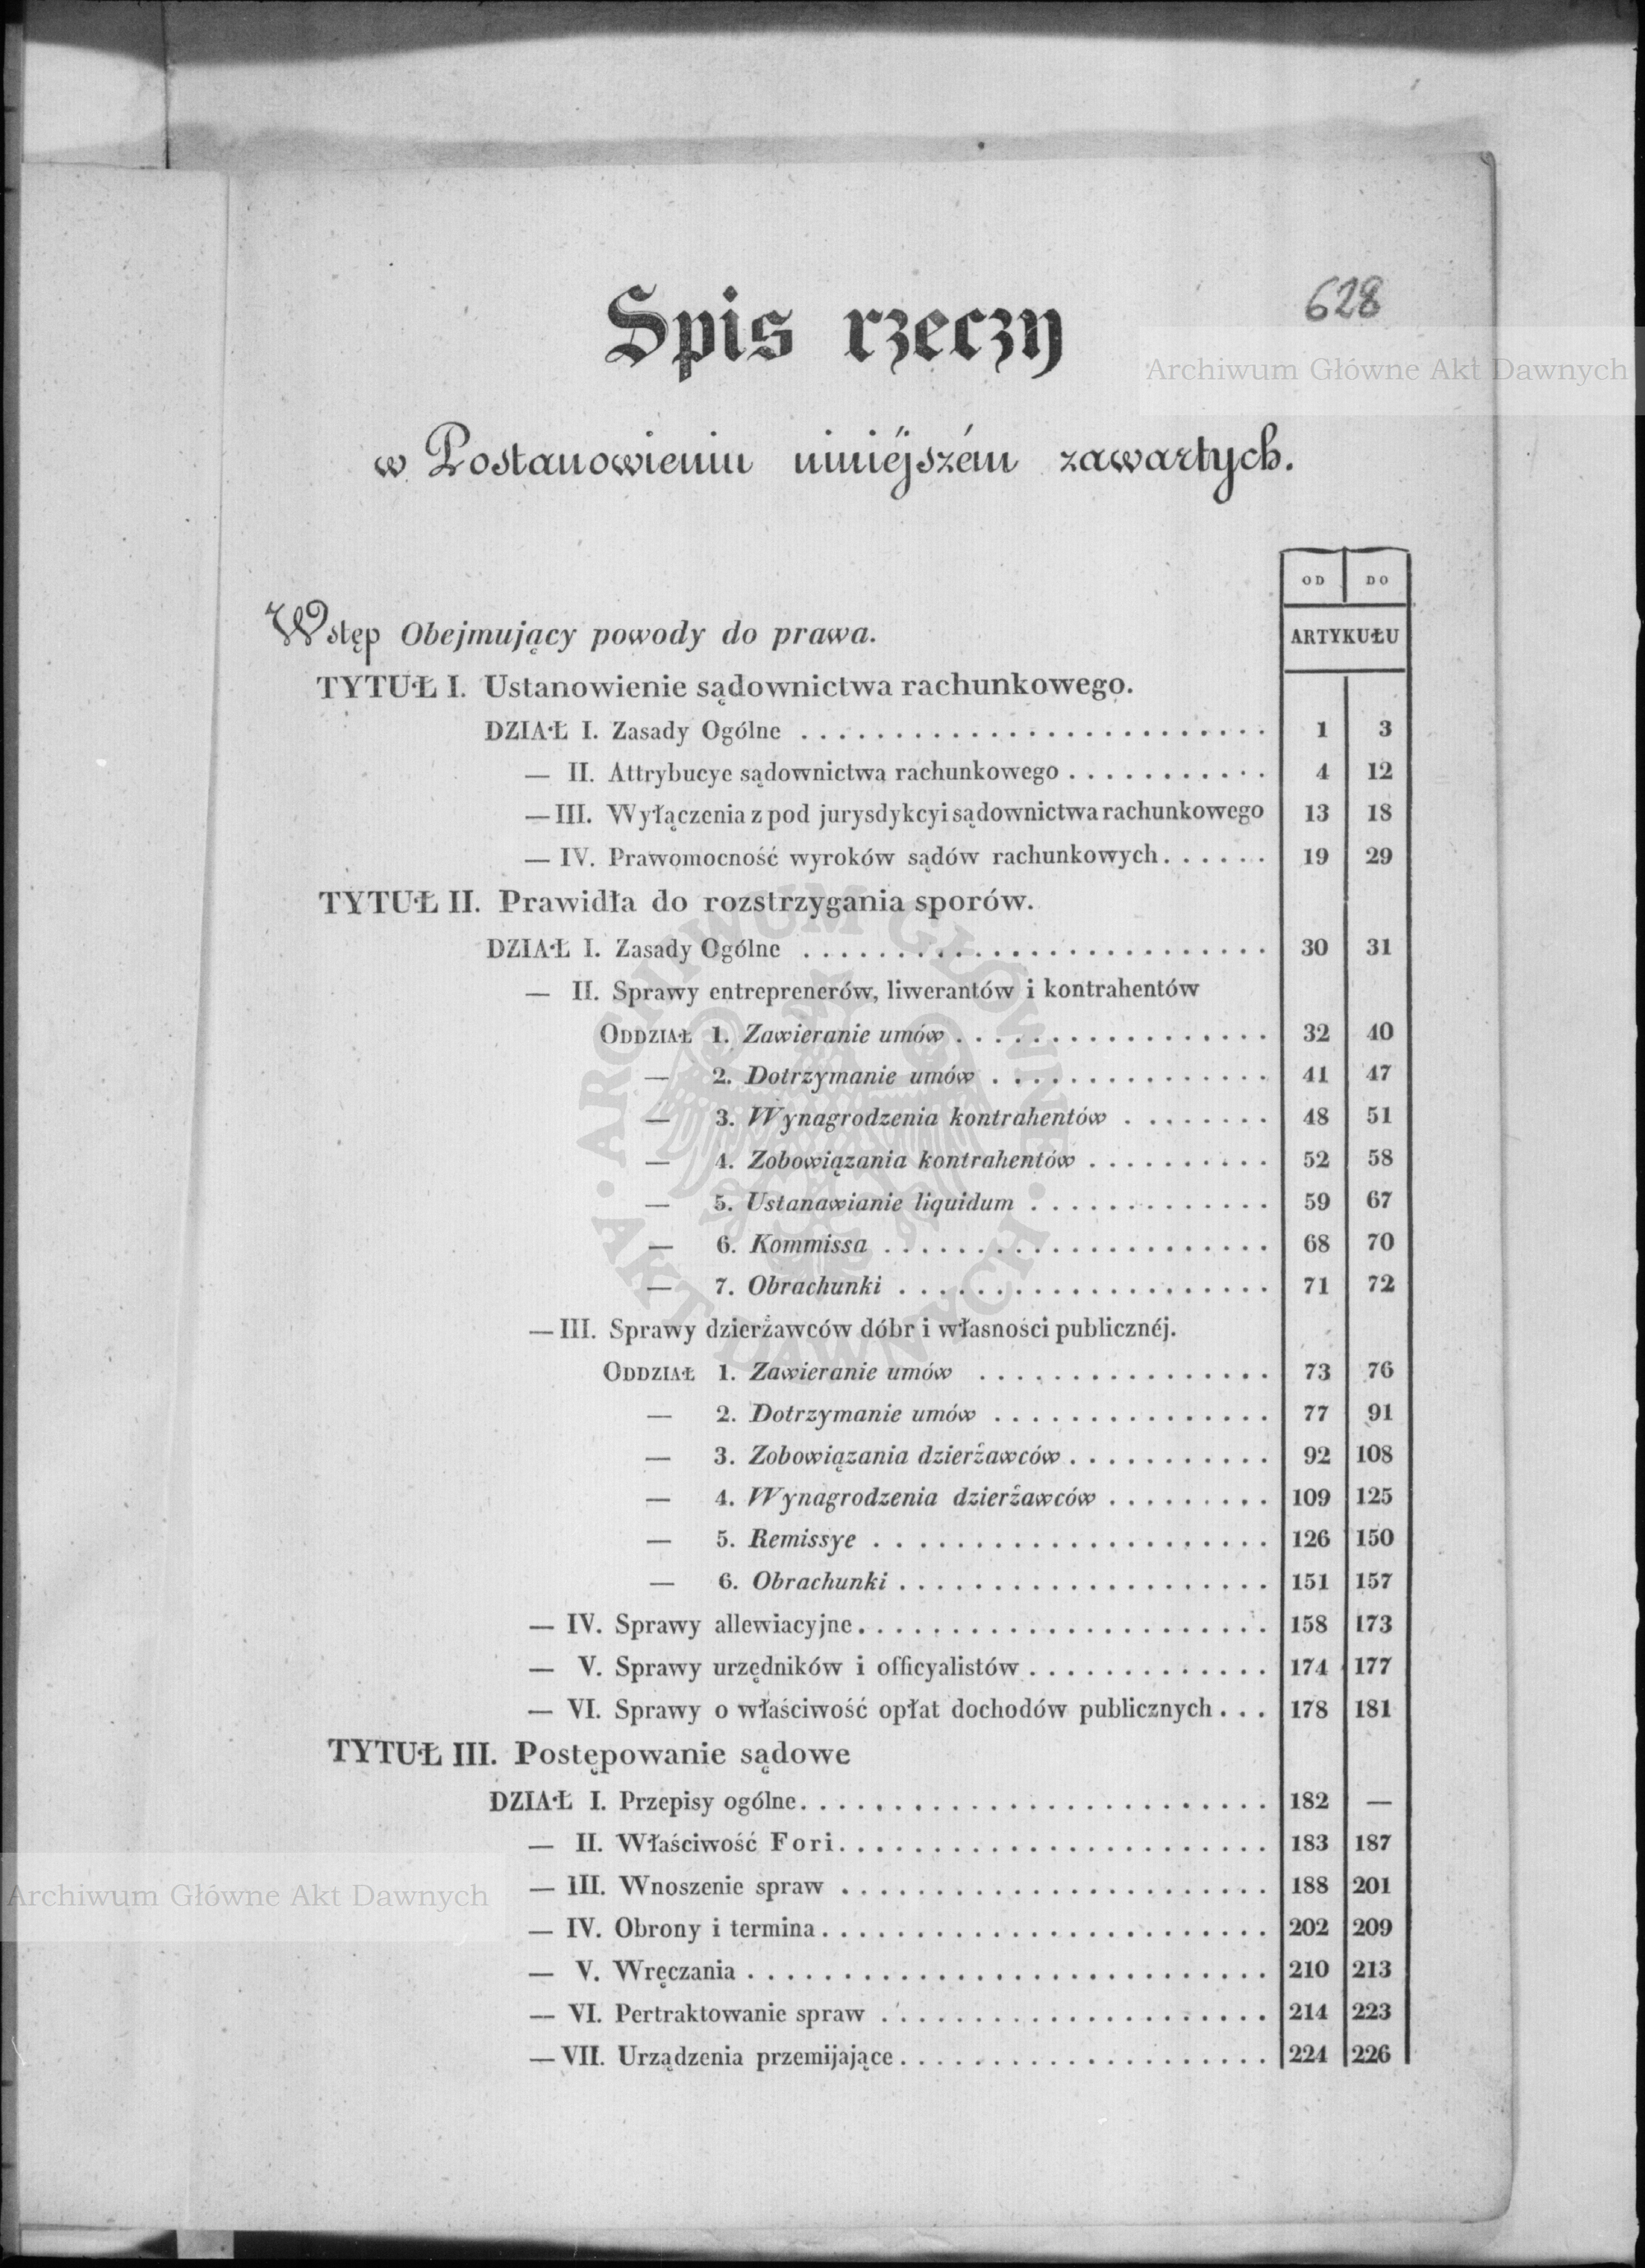 628
Spis rzeczy
Archiwum Główne Akt Dawnych
w Postanowieniu niniéjszém zawartych.
OD DO
Wstęp Obejmujący powody do prawa.
ARTYKUŁU
TYTUŁ I. Ustanowienie sądownictwa rachunkowego.
DZIAŁ I. Zasady Ogólne . . . . . . . . . . . . . . . . . . . . . . . . . 1 3
— II. Attrybucye sądownictwa rachunkowego . . . . . . . . . . . 4 12
— III. Wyłączenia z pod jurysdykcyi sądownictwa rachunkowego 13 18
— IV. Prawomocność wyroków sądów rachunkowych . . . . . . 19 29
TYTUŁ II. Prawidła do rozstrzygania sporów.
DZIAŁ I. Zasady Ogólne . . . . . . . . . . . . . . . . . . . . . . . . . 30 31
— II. Sprawy entreprenerów, liwerantów i kontrahentów
ODDZIAŁ 1. Zawieranie umów . . . . . . . . . . . . . . . . . 32 40
— 2. Dotrzymanie umów . . . . . . . . . . . . . . . 41 47
— 3. Wynagrodzenia kontrahentów . . . . . . . . 48 51
— 4. Zobowiązania kontrahentów . . . . . . . . . . 52 58
— 5. Ustanawianie liquidum . . . . . . . . . . . . . 59 67
— 6. Kommissa . . . . . . . . . . . . . . . . . . . . . 68 70
— 7. Obrachunki . . . . . . . . . . . . . . . . . . . . 71 72
— III. Sprawy dzierżawców dóbr i własności publicznéj.
ODDZIAŁ 1. Zawieranie umów . . . . . . . . . . . . . . . . 73 76
— 2. Dotrzymanie umów . . . . . . . . . . . . . . . 77 91
— 3. Zobowiązania dzierżawców . . . . . . . . . . . 92 108
— 4. Wynagrodzenia dzierżawców . . . . . . . . . 109 125
— 5. Remissye . . . . . . . . . . . . . . . . . . . . . 126 150
— 6. Obrachunki . . . . . . . . . . . . . . . . . . . . 151 157
— IV. Sprawy allewiacyjne . . . . . . . . . . . . . . . . . . . . . . 158 173
— V. Sprawy urzędników i officyalistów . . . . . . . . . . . . . 174 177
— VI. Sprawy o właściwość opłat dochodów publicznych . . . 178 181
TYTUŁ III. Postępowanie sądowe
DZIAŁ I. Przepisy ogólne . . . . . . . . . . . . . . . . . . . . . . . . . 182 —
— II. Właściwość Fori . . . . . . . . . . . . . . . . . . . . . . . 183 187
— III. Wnoszenie spraw . . . . . . . . . . . . . . . . . . . . . . . 188 201
Archiwum Główne Akt Dawnych
— IV. Obrony i termina . . . . . . . . . . . . . . . . . . . . . . . . 202 209
— V. Wręczania . . . . . . . . . . . . . . . . . . . . . . . . . . . . 210 213
— VI. Pertraktowanie spraw . . . . . . . . . . . . . . . . . . . . . 214 223
— VII. Urządzenia przemijające . . . . . . . . . . . . . . . . . . . . 224 226
ARCHIWUM GŁÓWNE
AKT DAWNYCH